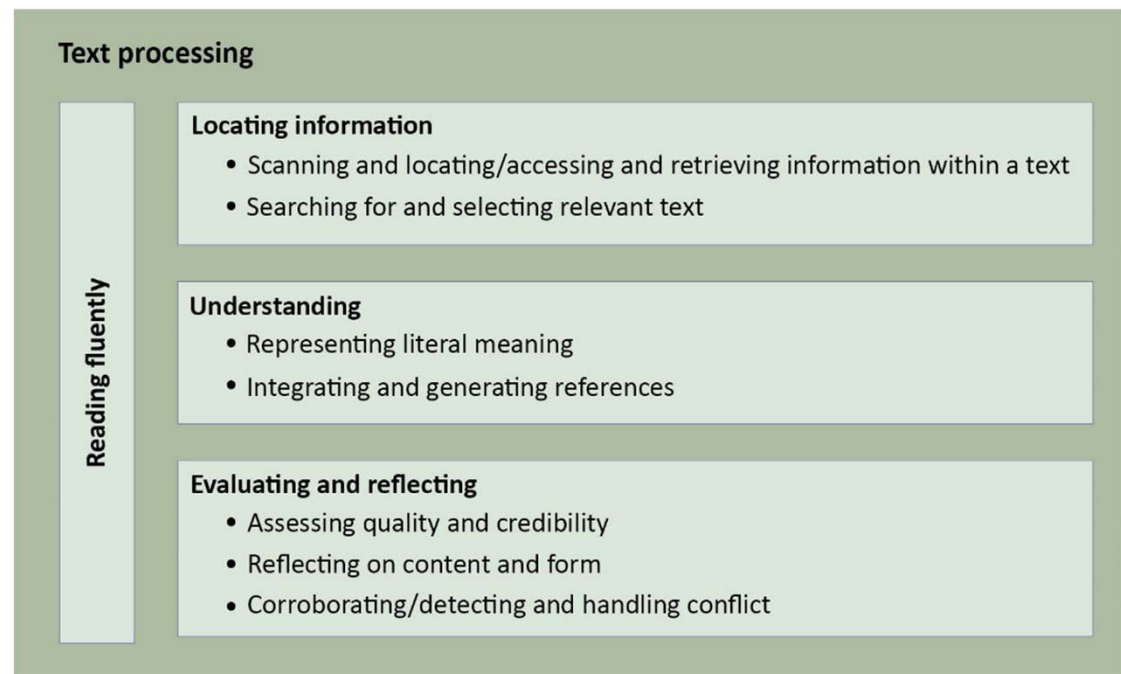 Text processing
Reading fluently
Locating information
• Scanning and locating/accessing and retrieving information within a text
• Searching for and selecting relevant text
Understanding
• Representing literal meaning
• Integrating and generating references
Evaluating and reflecting
• Assessing quality and credibility
• Reflecting on content and form
• Corroborating/detecting and handling conflict